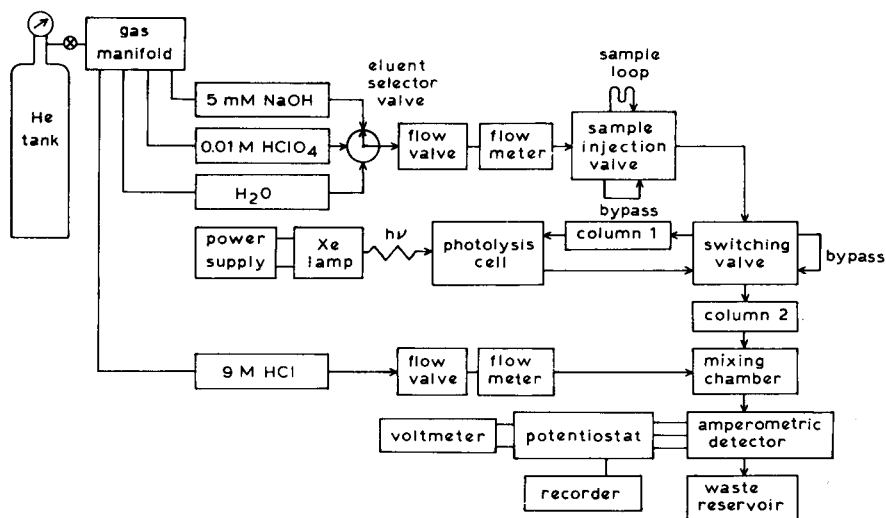 gas
manifold
He
tank
5 mM NaOH
0.01 M HClO4
H2O
eluent
selector
valve
flow
valve
flow
meter
sample
loop
sample
injection
valve
bypass
power
supply
Xe
lamp
hν
photolysis
cell
column 1
switching
valve
bypass
column 2
9 M HCl
flow
valve
flow
meter
mixing
chamber
voltmeter
potentiostat
amperometric
detector
recorder
waste
reservoir